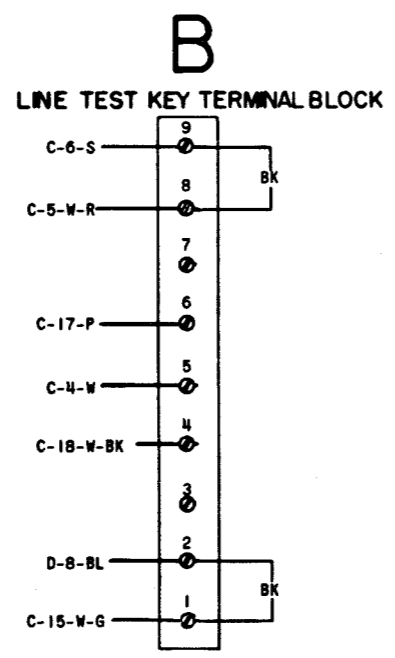 B
LINE TEST KEY TERMINAL BLOCK
9
C-6-S
BK
8
C-5-W-R
7
6
C-17-P
5
C-4-W
4
C-18-W-BK
3
2
D-8-BL
BK
1
C-15-W-G